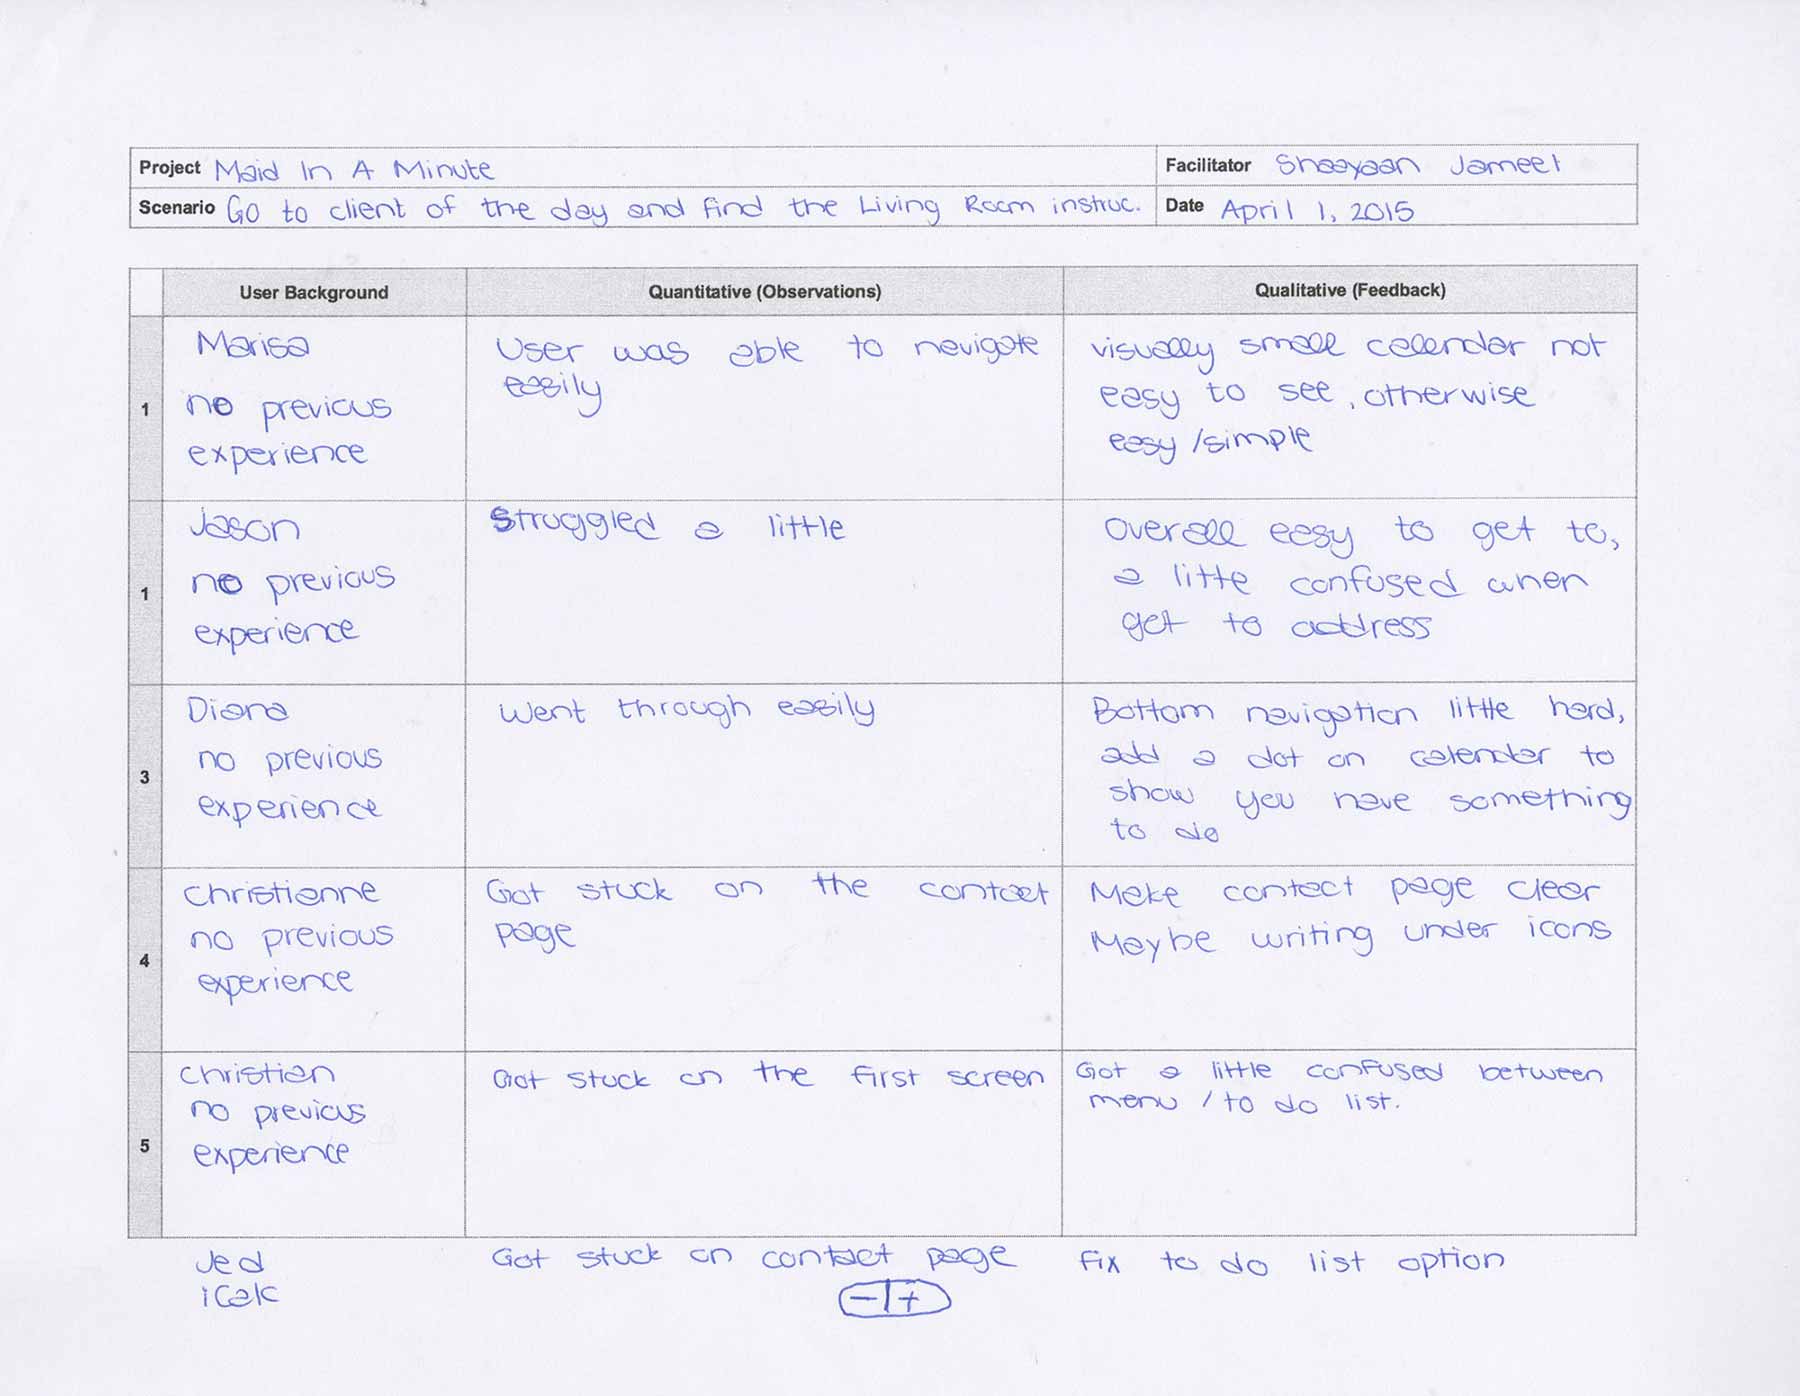 Project Maid In A Minute
Facilitator Shaayaan Jameel
Scenario Go to client of the day and find the Living Room instruc.
Date April 1, 2015
User Background
Quantitative (Observations)
Qualitative (Feedback)
1
Marisa
no previous
experience
User was able to navigate
easily
visually small calendar not
easy to see, otherwise
easy/simple
1
Jason
no previous
experience
Struggled a little
Overall easy to get to,
a little confused when
get to address
3
Diana
no previous
experience
Went through easily
Bottom navigation little hard,
add a dot on calender to
show you have something
to do
4
Christianne
no previous
experience
Got stuck on the contact
page
Make contact page clear
Maybe writing under icons
5
Christian
no previous
experience
Got stuck on the first screen
Got a little confused between
menu / to do list.
Jed
iCalc
Got stuck on contact page
- | +
fix to do list option